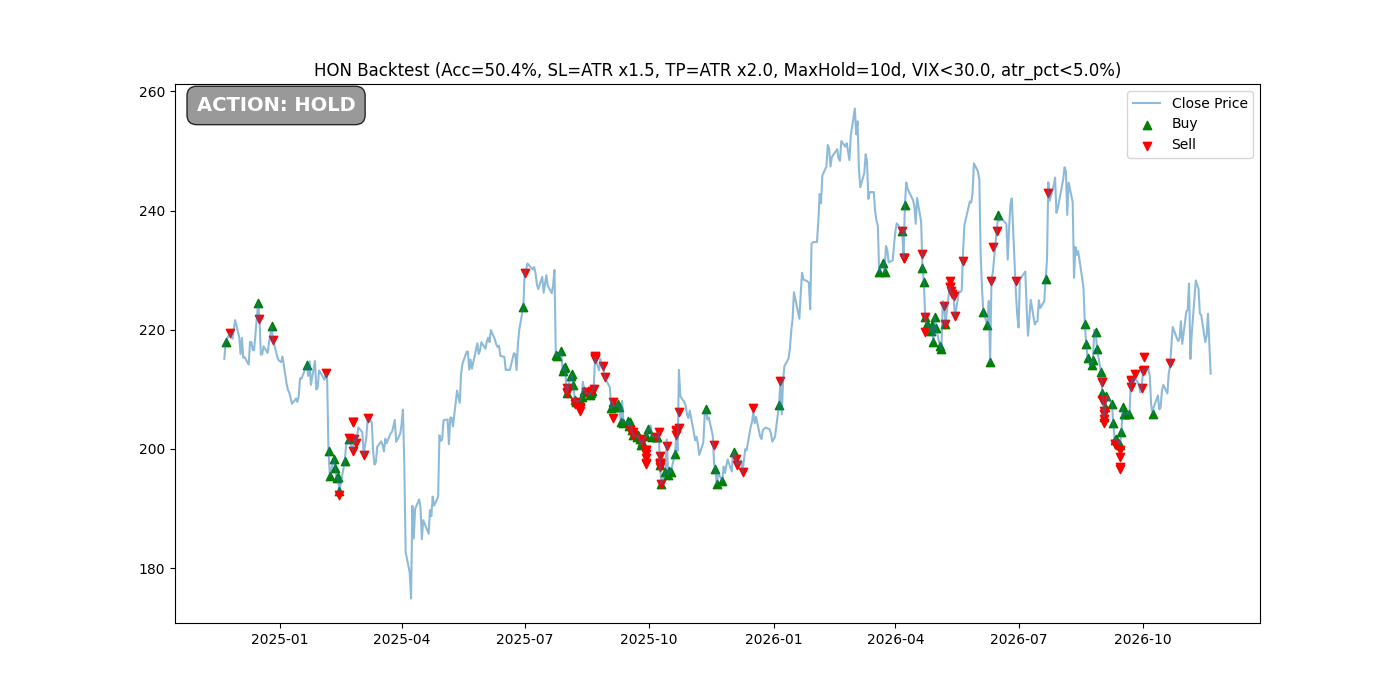 HON Backtest (Acc=50.4%, SL=ATR x1.5, TP=ATR x2.0, MaxHold=10d, VIX<30.0, atr_pct<5.0%)
ACTION: HOLD
Close Price
Buy
Sell
260
240
220
200
180
2025-01
2025-04
2025-07
2025-10
2026-01
2026-04
2026-07
2026-10